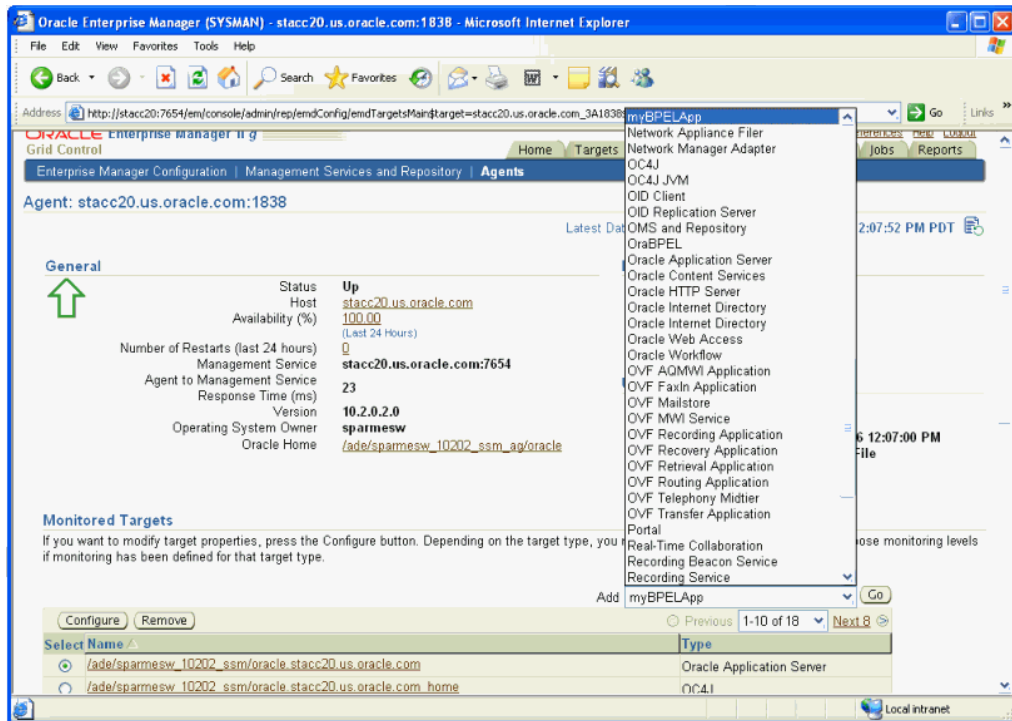 Oracle Enterprise Manager (SYSMAN) - stacc20.us.oracle.com:1838 - Microsoft Internet Explorer
File Edit View Favorites Tools Help
Back Search Favorites
Address http://stacc20:7654/em/console/admin/rep/emdConfig/emdTargetsMain$target=stacc20.us.oracle.com_3A1838 Go Links
ORACLE Enterprise Manager 11 g
Grid Control
Preferences Help Logout
Home Targets Jobs Reports
Enterprise Manager Configuration | Management Services and Repository | Agents
Agent: stacc20.us.oracle.com:1838
Latest Dat 2:07:52 PM PDT
General
Status Up
Host stacc20.us.oracle.com
Availability (%) 100.00
(Last 24 Hours)
Number of Restarts (last 24 hours) 0
Management Service stacc20.us.oracle.com:7654
Agent to Management Service
Response Time (ms) 23
Version 10.2.0.2.0
Operating System Owner sparmesw
Oracle Home /ade/sparmesw_10202_ssm_ag/oracle
6 12:07:00 PM
File
myBPELApp
Network Appliance Filer
Network Manager Adapter
OC4J
OC4J JVM
OID Client
OID Replication Server
OMS and Repository
OraBPEL
Oracle Application Server
Oracle Content Services
Oracle HTTP Server
Oracle Internet Directory
Oracle Internet Directory
Oracle Web Access
Oracle Workflow
OVF AQMWI Application
OVF FaxIn Application
OVF Mailstore
OVF MWI Service
OVF Recording Application
OVF Recovery Application
OVF Retrieval Application
OVF Routing Application
OVF Telephony Midtier
OVF Transfer Application
Portal
Real-Time Collaboration
Recording Beacon Service
Recording Service
Monitored Targets
If you want to modify target properties, press the Configure button. Depending on the target type, you ose monitoring levels
if monitoring has been defined for that target type.
Add myBPELApp Go
Configure Remove Previous 1-10 of 18 Next 8
Select Name Type
/ade/sparmesw_10202_ssm/oracle.stacc20.us.oracle.com Oracle Application Server
/ade/sparmesw_10202_ssm/oracle.stacc20.us.oracle.com_home OC4J
Local intranet